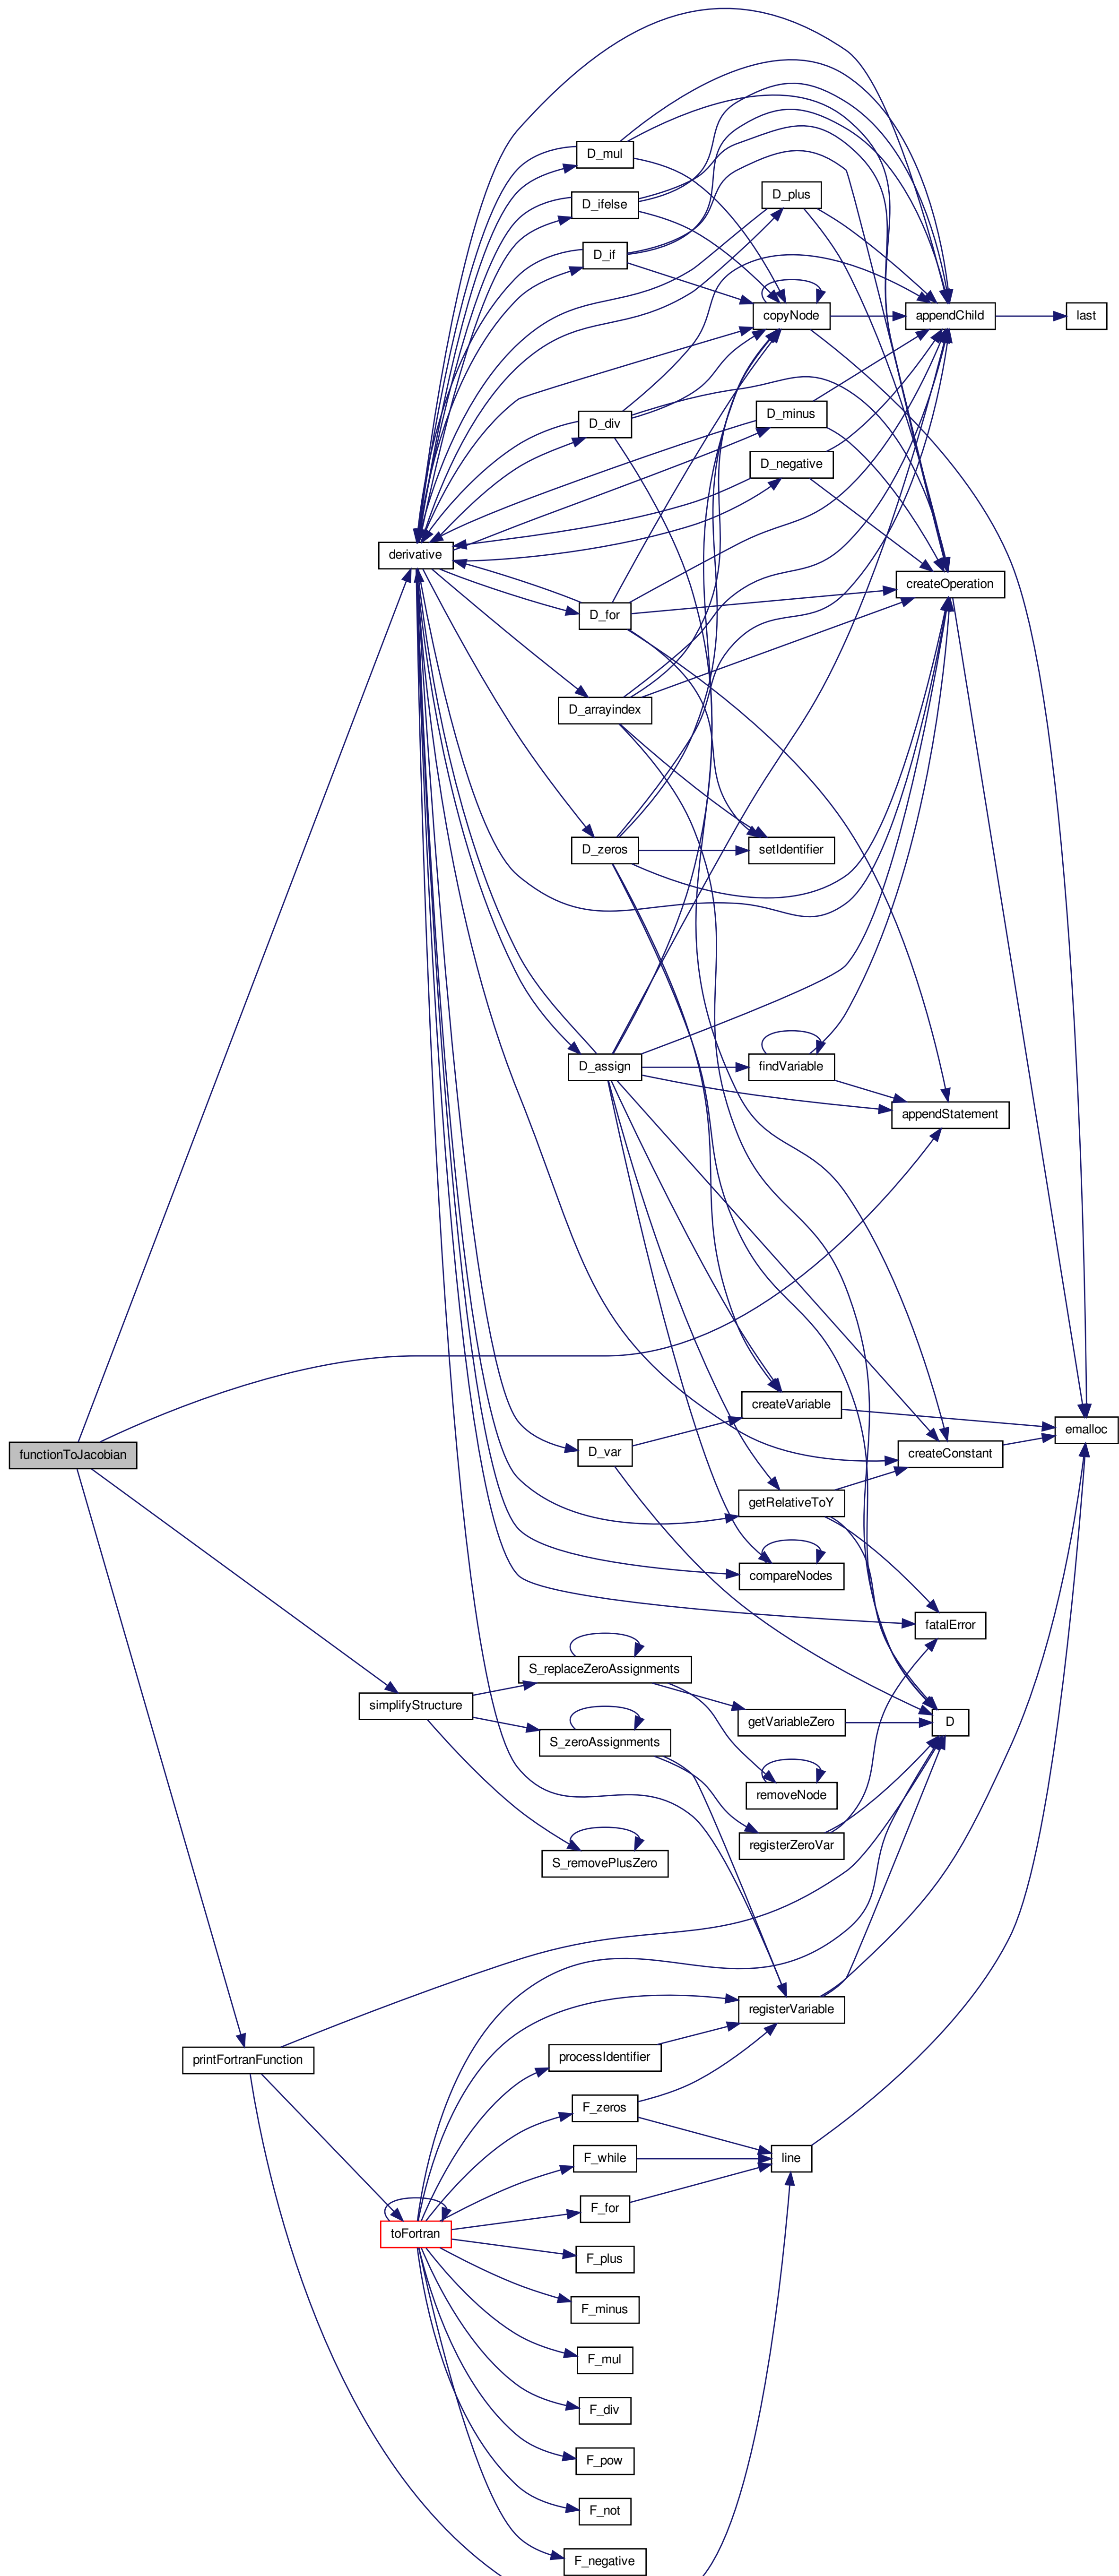 D_mul
D_plus
D_ifelse
D_if
copyNode
appendChild
last
D_minus
D_div
D_negative
derivative
createOperation
D_for
D_arrayindex
D_zeros
setIdentifier
D_assign
findVariable
appendStatement
createVariable
emalloc
functionToJacobian
D_var
createConstant
getRelativeToY
compareNodes
fatalError
S_replaceZeroAssignments
simplifyStructure
getVariableZero
D
S_zeroAssignments
removeNode
registerZeroVar
S_removePlusZero
registerVariable
printFortranFunction
processIdentifier
F_zeros
F_while
line
F_for
toFortran
F_plus
F_minus
F_mul
F_div
F_pow
F_not
F_negative